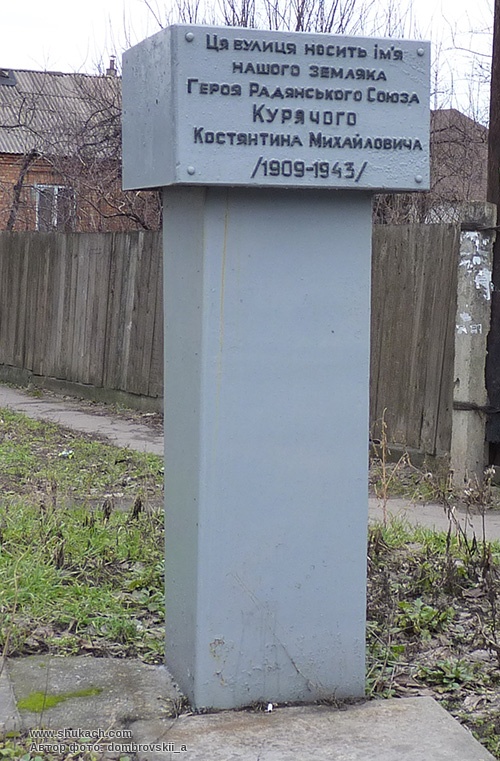 Ця вулиця носить ім'я
нашого земляка
Героя Радянського Союза
Курячого
Костянтина Михайловича
/1909-1943/
www.shukach.com
Автор фото: dombrovskii_a